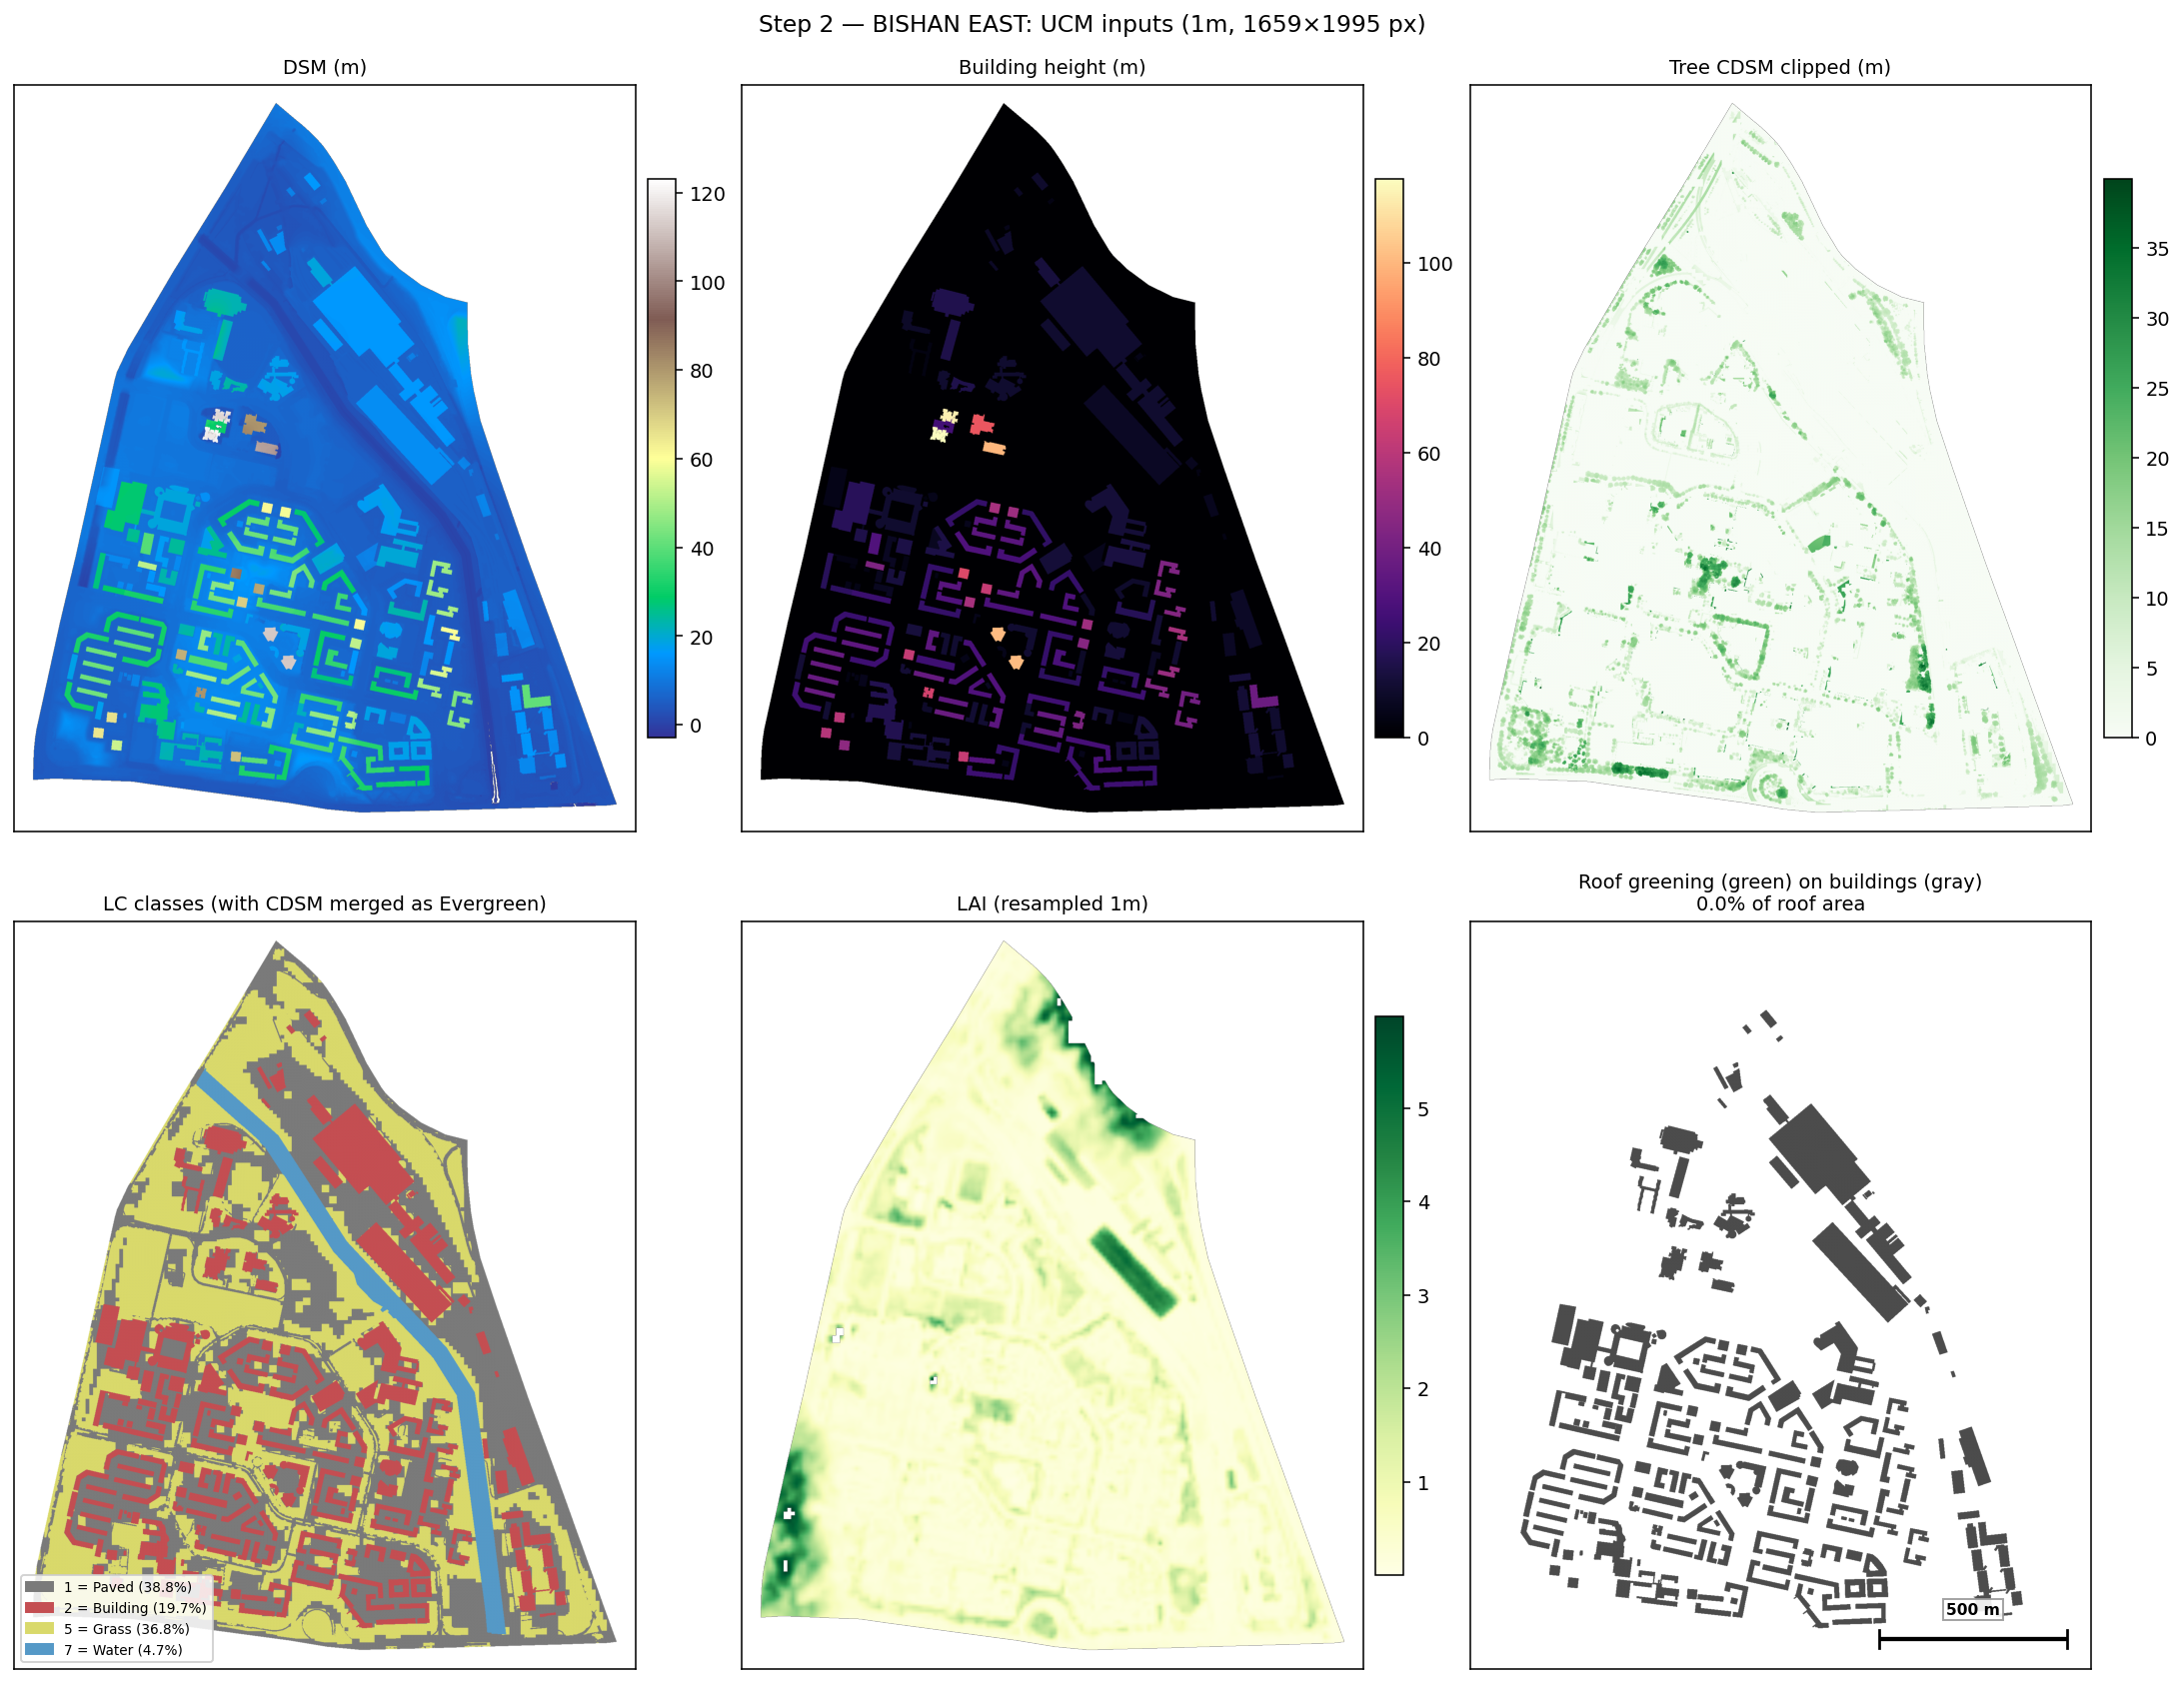 Step 2 — BISHAN EAST: UCM inputs (1m, 1659×1995 px)
DSM (m)
120
100
80
60
40
20
0
Building height (m)
100
80
60
40
20
0
Tree CDSM clipped (m)
35
30
25
20
15
10
5
0
LC classes (with CDSM merged as Evergreen)
1 = Paved (38.8%)
2 = Building (19.7%)
5 = Grass (36.8%)
7 = Water (4.7%)
LAI (resampled 1m)
5
4
3
2
1
Roof greening (green) on buildings (gray)
0.0% of roof area
500 m